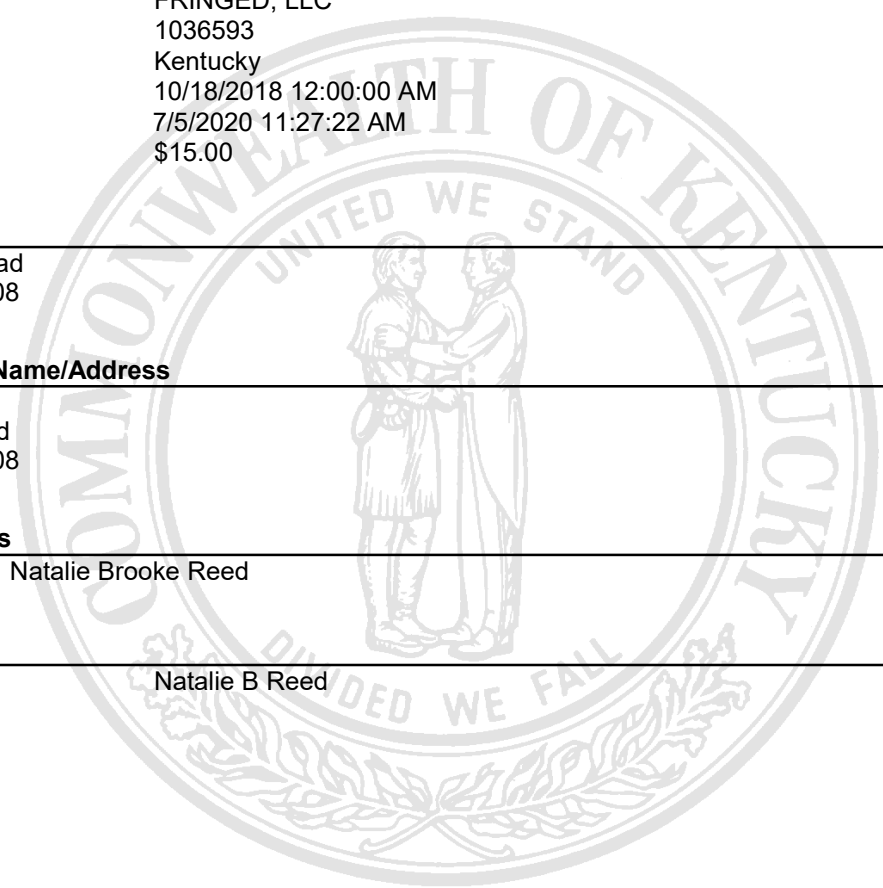 FRINGED, LLC
1036593
Kentucky
10/18/2018 12:00:00 AM
7/5/2020 11:27:22 AM
$15.00
ad
08
Name/Address
d
08
s
Natalie Brooke Reed
Natalie B Reed
COMMONWEALTH OF KENTUCKY
UNITED WE STAND
DIVIDED WE FALL